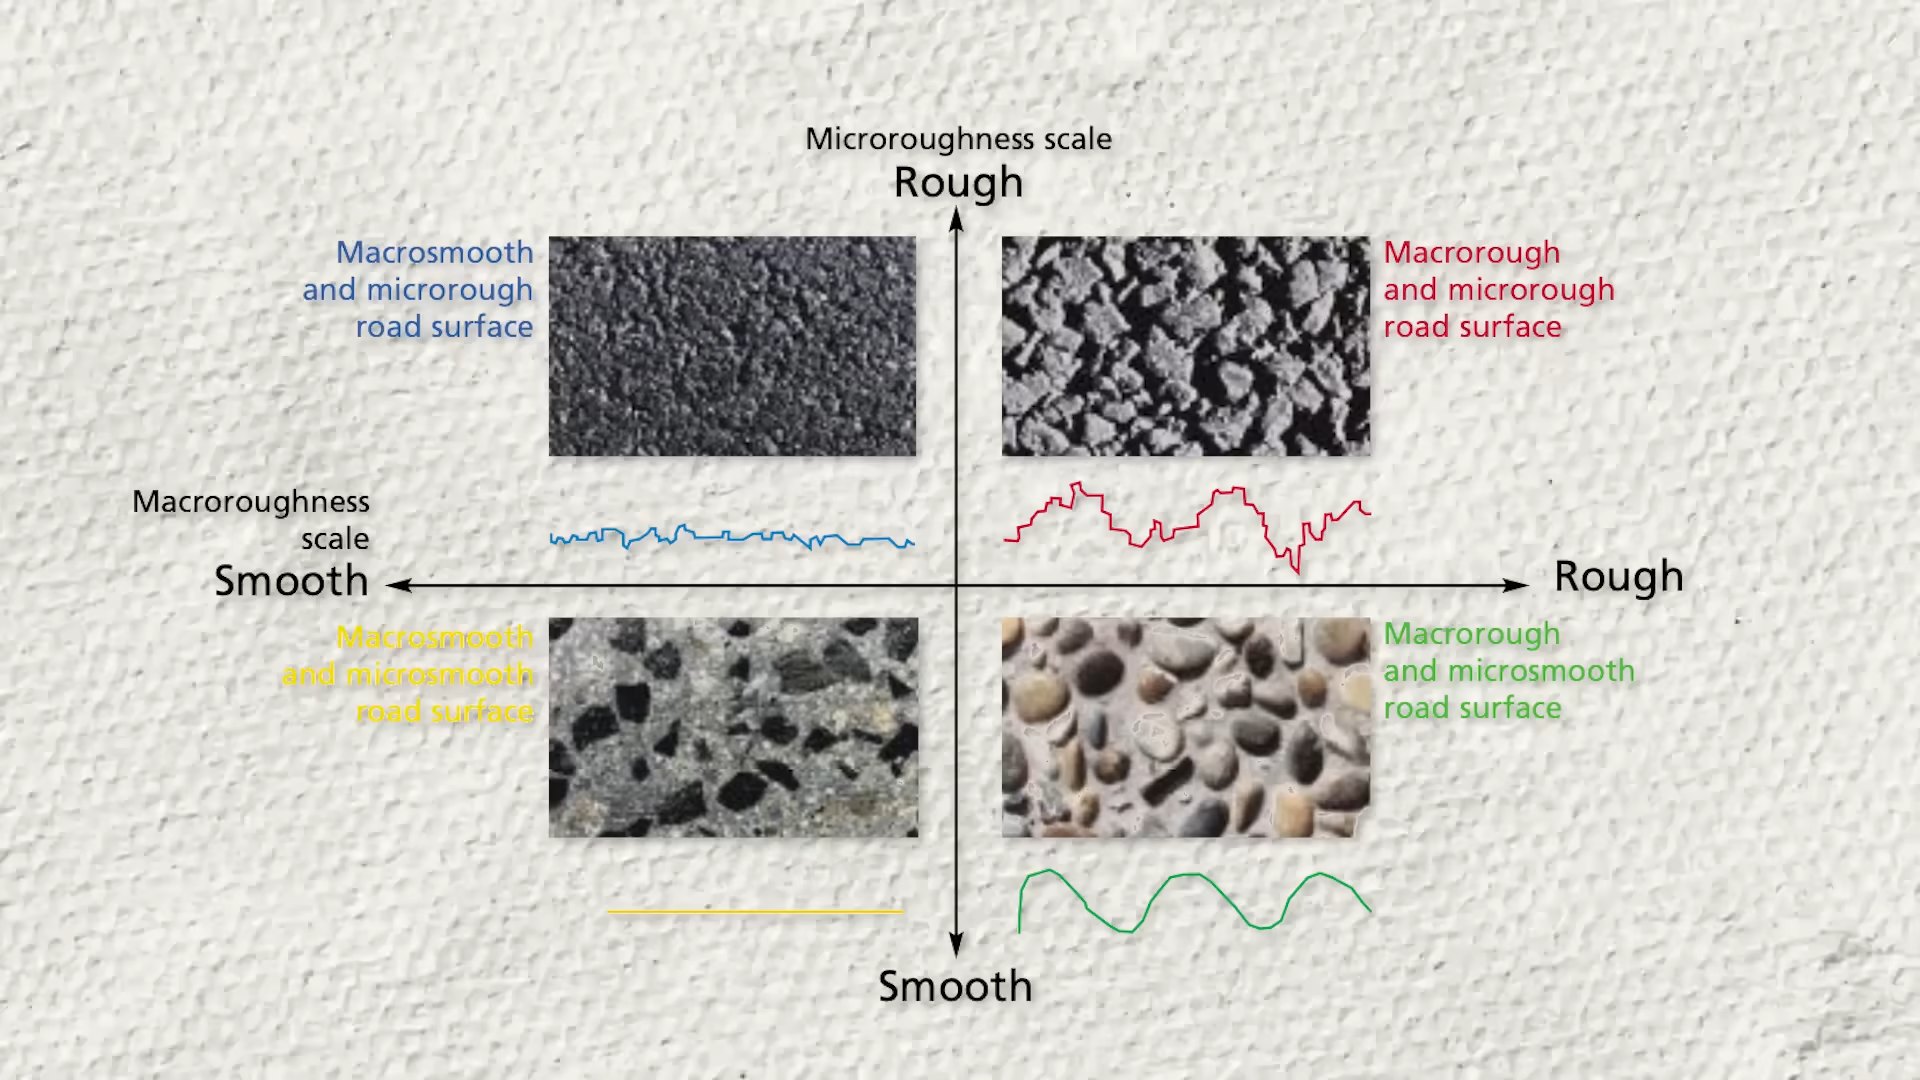 Microroughness scale
Rough
Macrosmooth
and microrough
road surface
Macrorough
and microrough
road surface
Macroroughness
scale
Smooth
Rough
Macrosmooth
and microsmooth
road surface
Macrorough
and microsmooth
road surface
Smooth